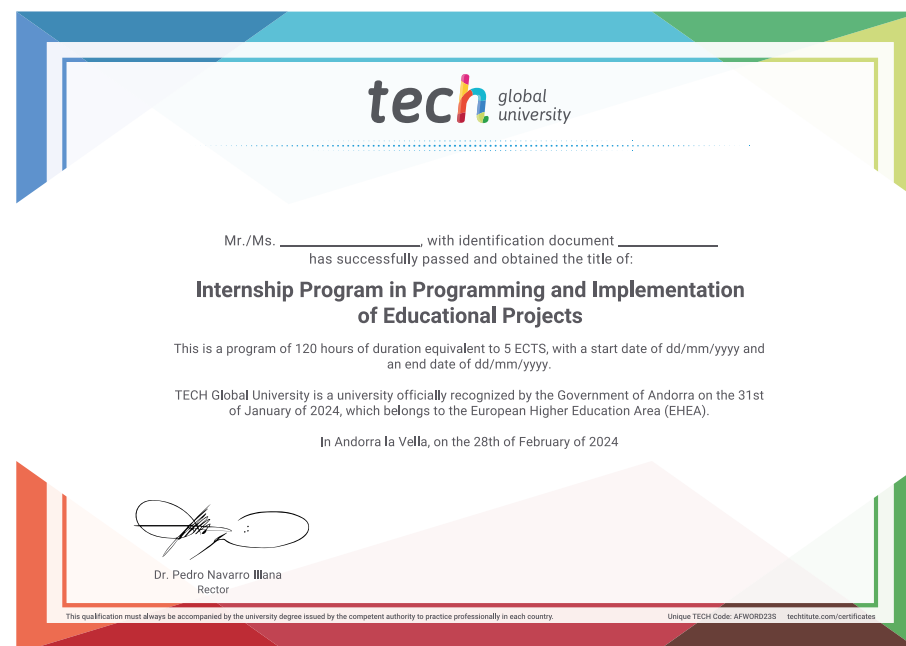 tech global
university
Mr./Ms. ____________, with identification document ____________
has successfully passed and obtained the title of:
Internship Program in Programming and Implementation
of Educational Projects
This is a program of 120 hours of duration equivalent to 5 ECTS, with a start date of dd/mm/yyyy and
an end date of dd/mm/yyyy.
TECH Global University is a university officially recognized by the Government of Andorra on the 31st
of January of 2024, which belongs to the European Higher Education Area (EHEA).
In Andorra la Vella, on the 28th of February of 2024
Dr. Pedro Navarro Illana
Rector
This qualification must always be accompanied by the university degree issued by the competent authority to practice professionally in each country.
Unique TECH Code: AFWORD23S techtitute.com/certificates